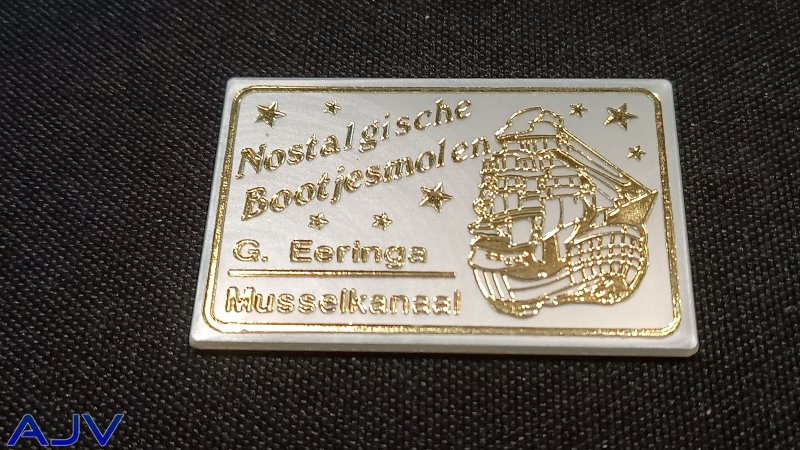 Nostalgische
Bootjesmolen
G. Eeringa
Musselkanaal
AJV